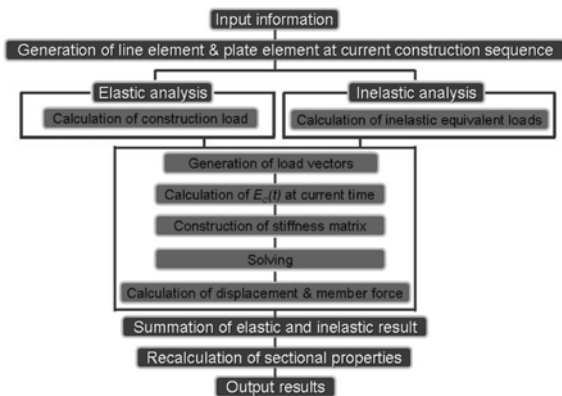 Input information
Generation of line element & plate element at current construction sequence
Elastic analysis
Calculation of construction load
Inelastic analysis
Calculation of inelastic equivalent loads
Generation of load vectors
Calculation of Ec(t) at current time
Construction of stiffness matrix
Solving
Calculation of displacement & member force
Summation of elastic and inelastic result
Recalculation of sectional properties
Output results